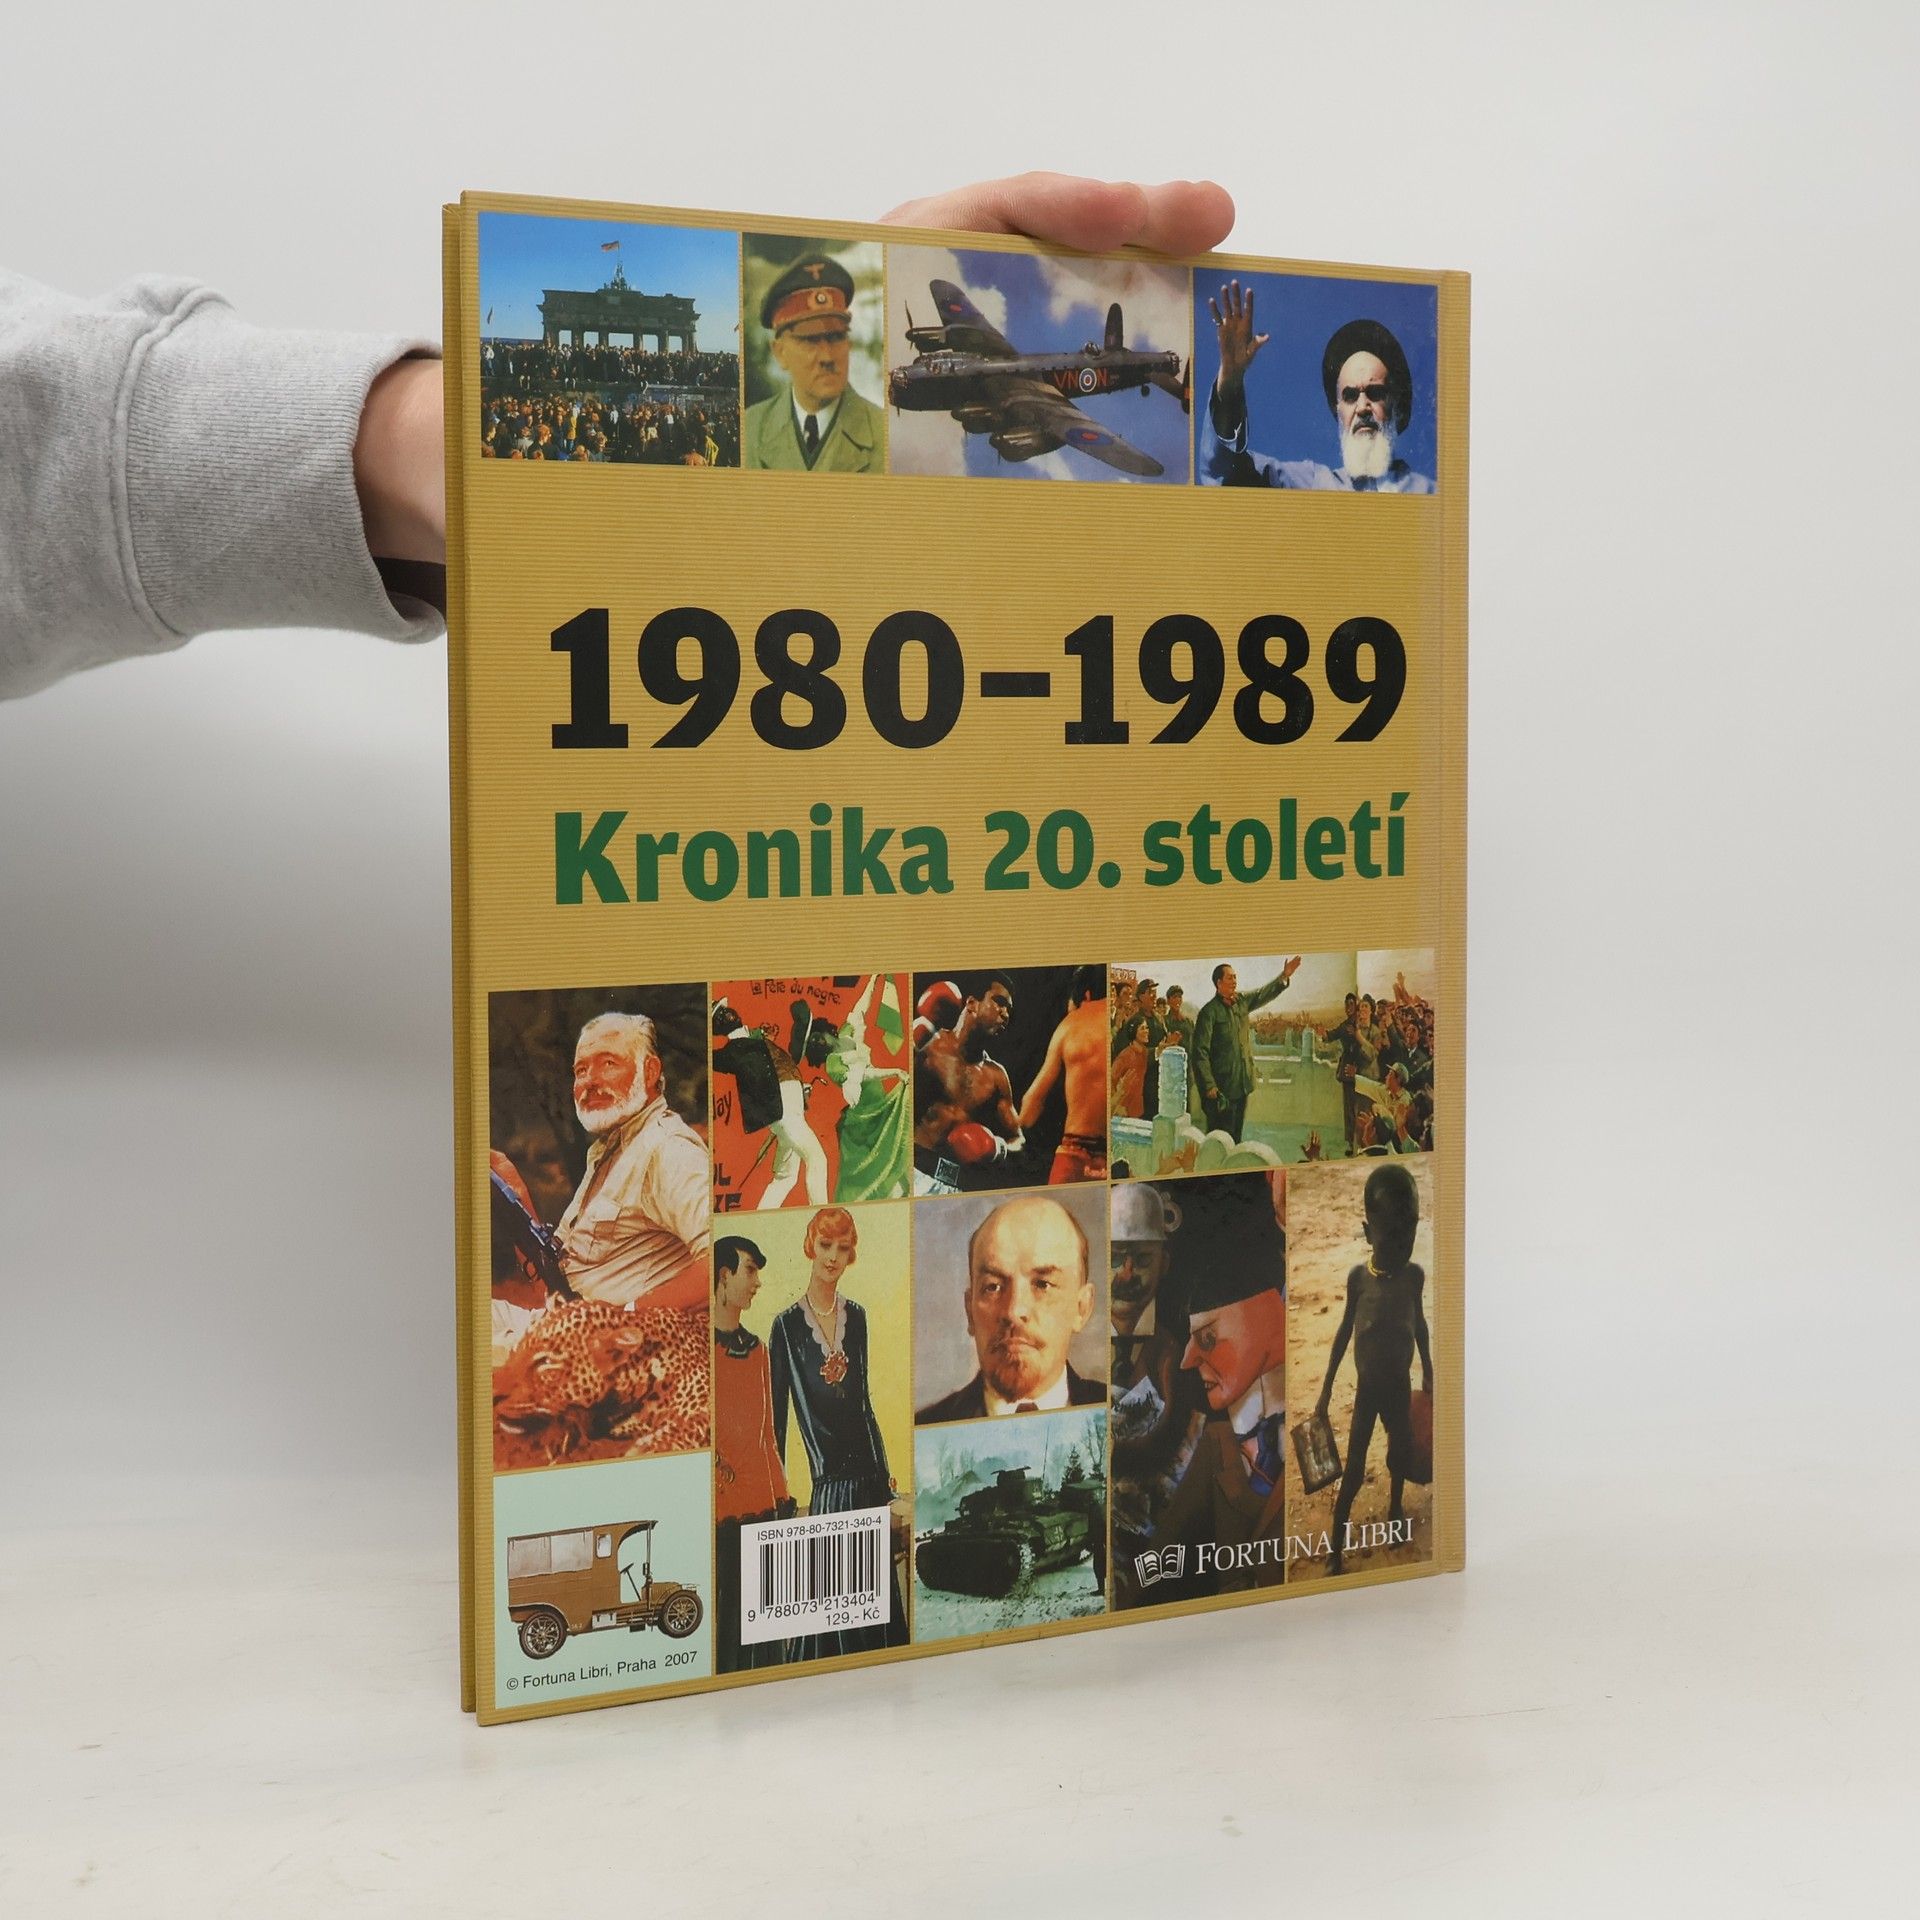 VN N
1980–1989
Kronika 20. století
la Fête du negre.
ISBN 978-80-7321-340-4
9 788073 213404
129,- Kč
FORTUNA LIBRI
© Fortuna Libri, Praha 2007